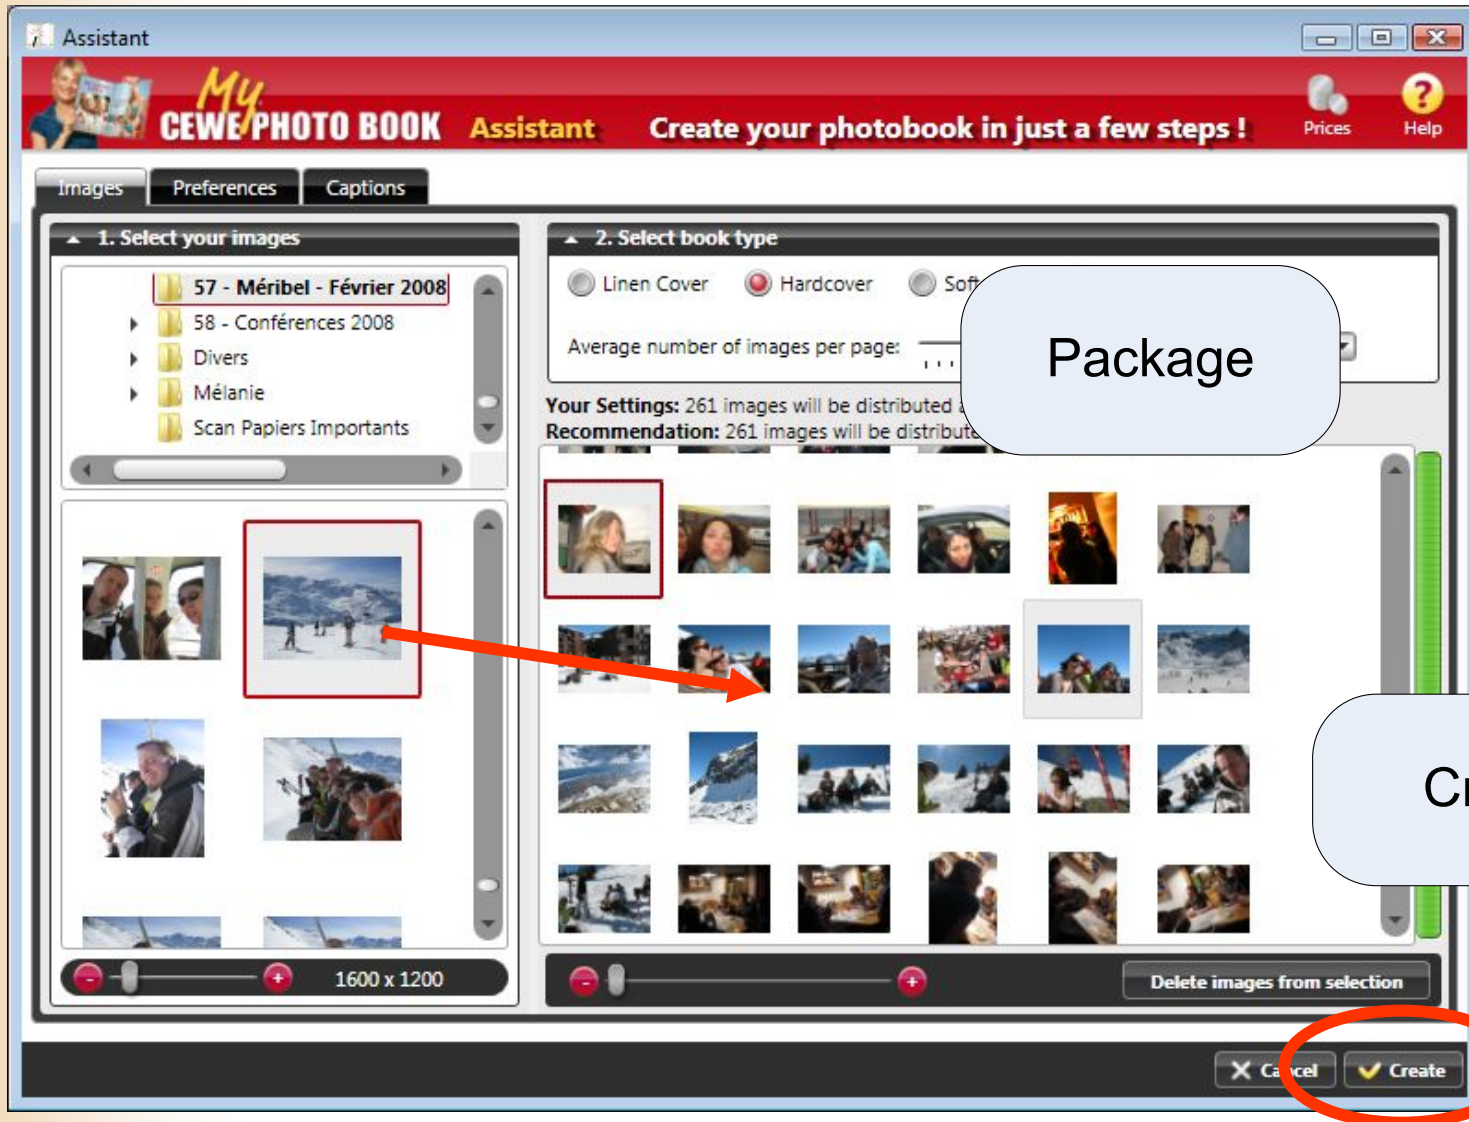 Assistant
My
CEWE PHOTO BOOK Assistant Create your photobook in just a few steps !
Prices Help
Images Preferences Captions
1. Select your images
2. Select book type
57 - Méribel - Février 2008
58 - Conférences 2008
Divers
Mélanie
Scan Papiers Importants
Linen Cover Hardcover Soft
Average number of images per page:
Package
Your Settings: 261 images will be distributed
Recommendation: 261 images will be distribute
Cr
1600 x 1200
Delete images from selection
Cancel Create